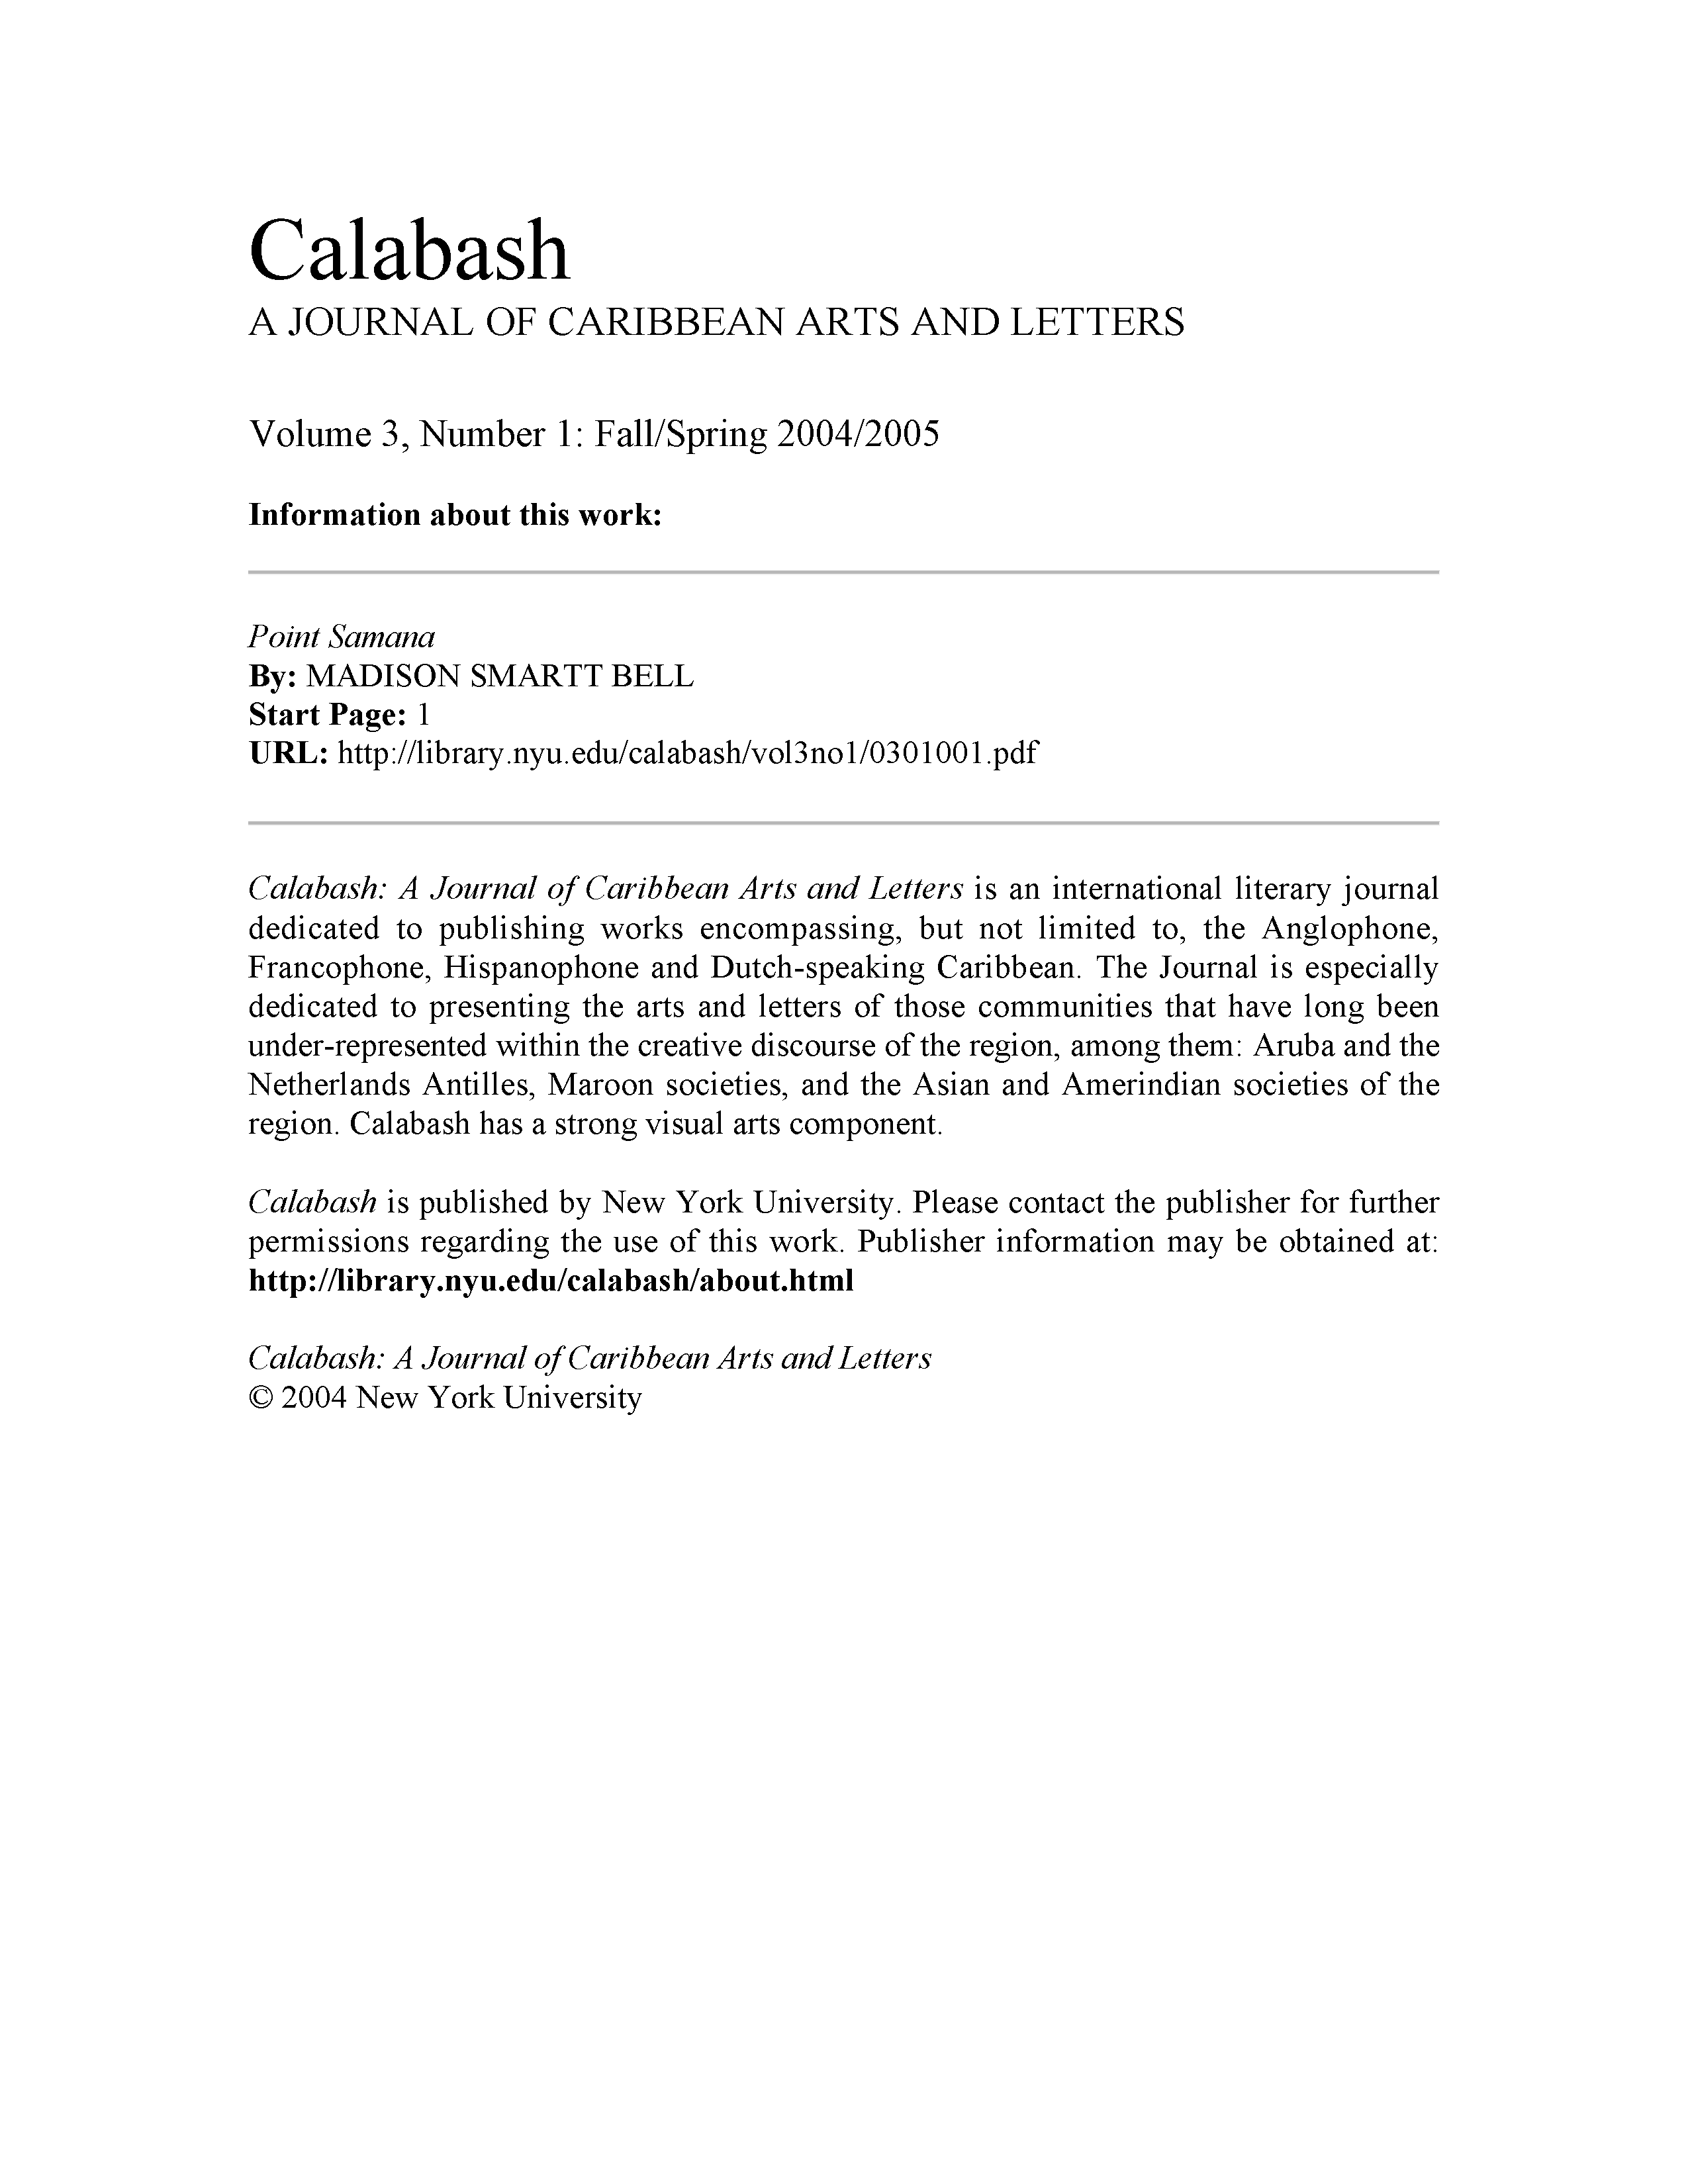 Calabash
A JOURNAL OF CARIBBEAN ARTS AND LETTERS
Volume 3, Number 1: Fall/Spring 2004/2005
Information about this work:
Point Samana
By: MADISON SMARTT BELL
Start Page: 1
URL: http://library.nyu.edu/calabash/vol3no1/0301001.pdf
Calabash: A Journal of Caribbean Arts and Letters is an international literary journal
dedicated to publishing works encompassing, but not limited to, the Anglophone,
Francophone, Hispanophone and Dutch-speaking Caribbean. The Journal is especially
dedicated to presenting the arts and letters of those communities that have long been
under-represented within the creative discourse of the region, among them: Aruba and the
Netherlands Antilles, Maroon societies, and the Asian and Amerindian societies of the
region. Calabash has a strong visual arts component.
Calabash is published by New York University. Please contact the publisher for further
permissions regarding the use of this work. Publisher information may be obtained at:
http://library.nyu.edu/calabash/about.html
Calabash: A Journal of Caribbean Arts and Letters
© 2004 New York University